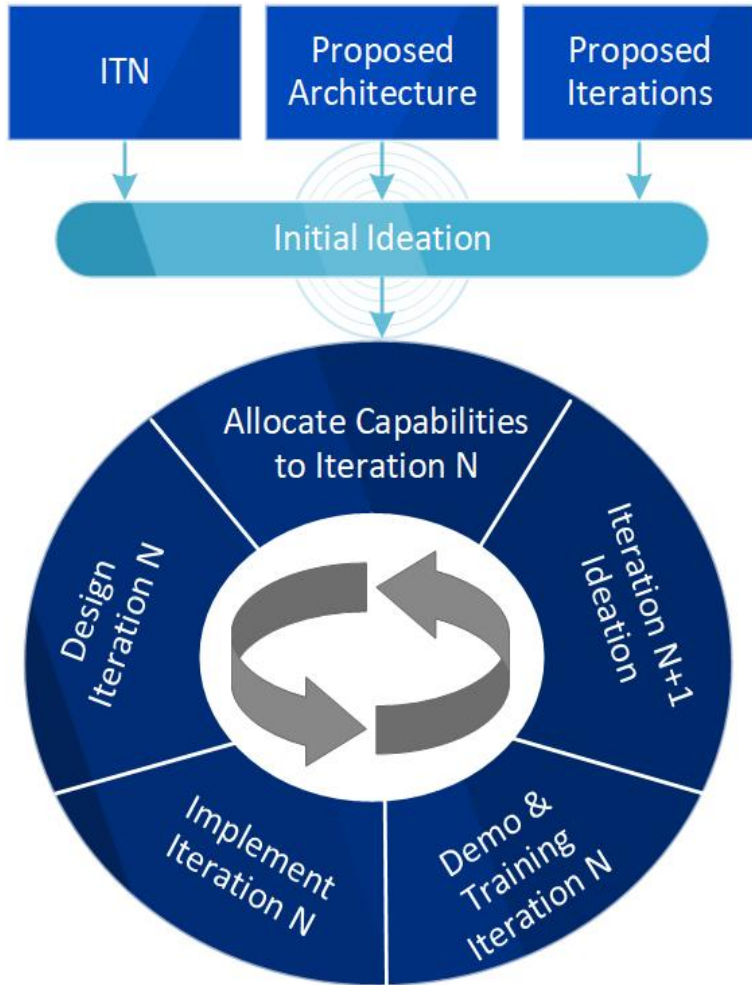 ITN
Proposed
Architecture
Proposed
Iterations
Initial Ideation
Allocate Capabilities
to Iteration N
Design
Iteration N
Implement
Iteration N
Demo &
Training
Iteration N
Iteration N+1
Ideation